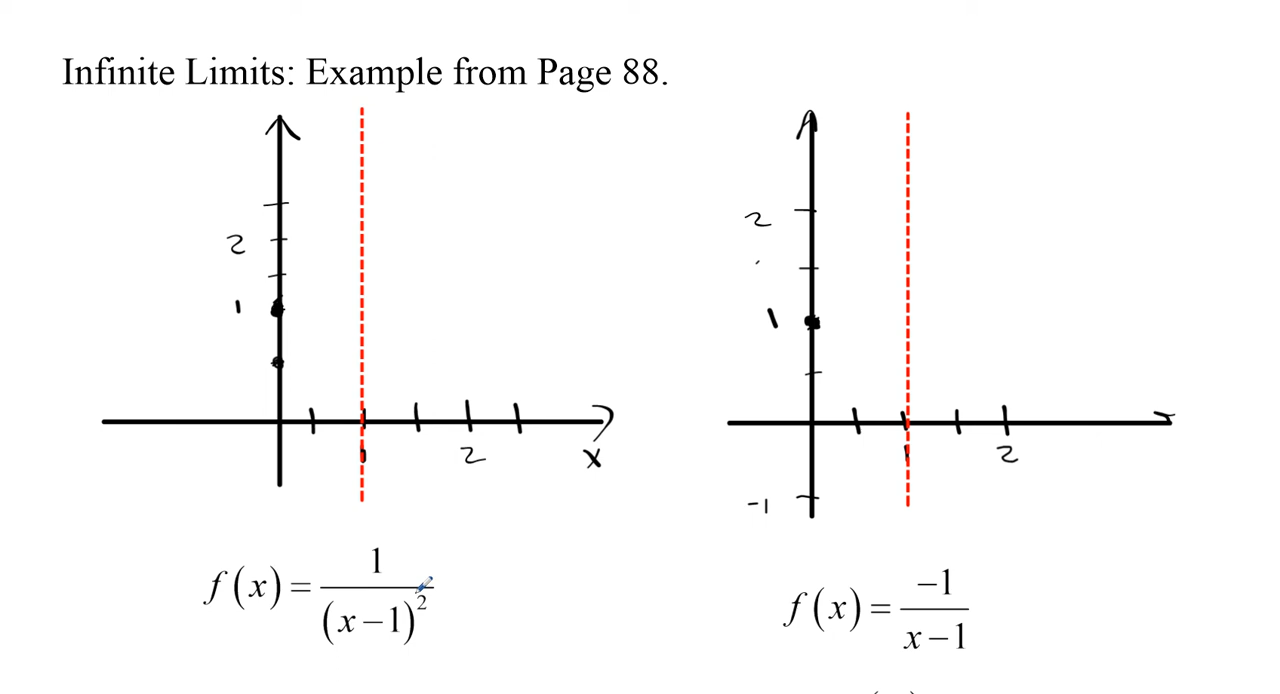 Infinite Limits: Example from Page 88.
2
1
1
2
x
f(x) = 1/(x−1)²
2
1
1
2
-1
f(x) = −1/(x−1)